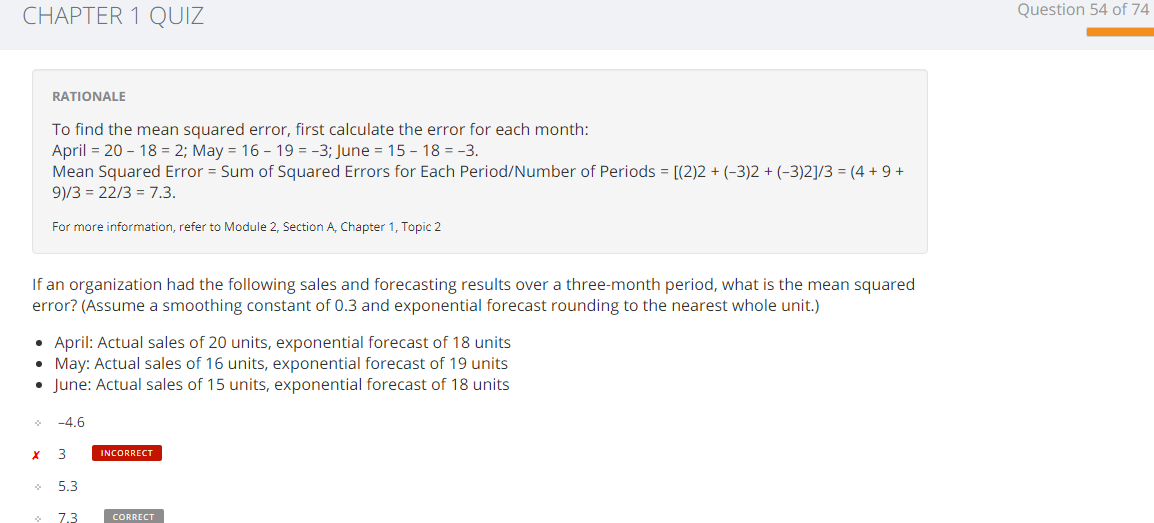 CHAPTER 1 QUIZ
Question 54 of 74
RATIONALE
To find the mean squared error, first calculate the error for each month:
April = 20 – 18 = 2; May = 16 – 19 = –3; June = 15 – 18 = –3.
Mean Squared Error = Sum of Squared Errors for Each Period/Number of Periods = [(2)2 + (–3)2 + (–3)2]/3 = (4 + 9 +
9)/3 = 22/3 = 7.3.
For more information, refer to Module 2, Section A, Chapter 1, Topic 2
If an organization had the following sales and forecasting results over a three-month period, what is the mean squared
error? (Assume a smoothing constant of 0.3 and exponential forecast rounding to the nearest whole unit.)
• April: Actual sales of 20 units, exponential forecast of 18 units
• May: Actual sales of 16 units, exponential forecast of 19 units
• June: Actual sales of 15 units, exponential forecast of 18 units
–4.6
✗ 3 INCORRECT
5.3
7.3 CORRECT